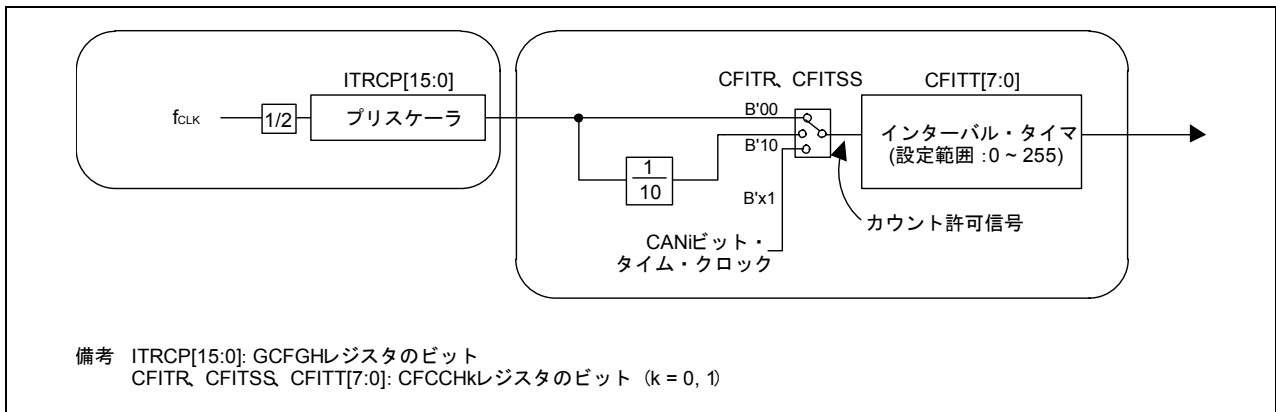 ITRCP[15:0]
fCLK
1/2
プリスケーラ
CFITR、CFITSS
CFITT[7:0]
B'00
B'10
B'x1
1
10
インターバル・タイマ
(設定範囲 :0 ~ 255)
カウント許可信号
CANiビット・
タイム・クロック
備考 ITRCP[15:0]: GCFGHレジスタのビット
CFITR、CFITSS、CFITT[7:0]: CFCCHkレジスタのビット (k = 0, 1)